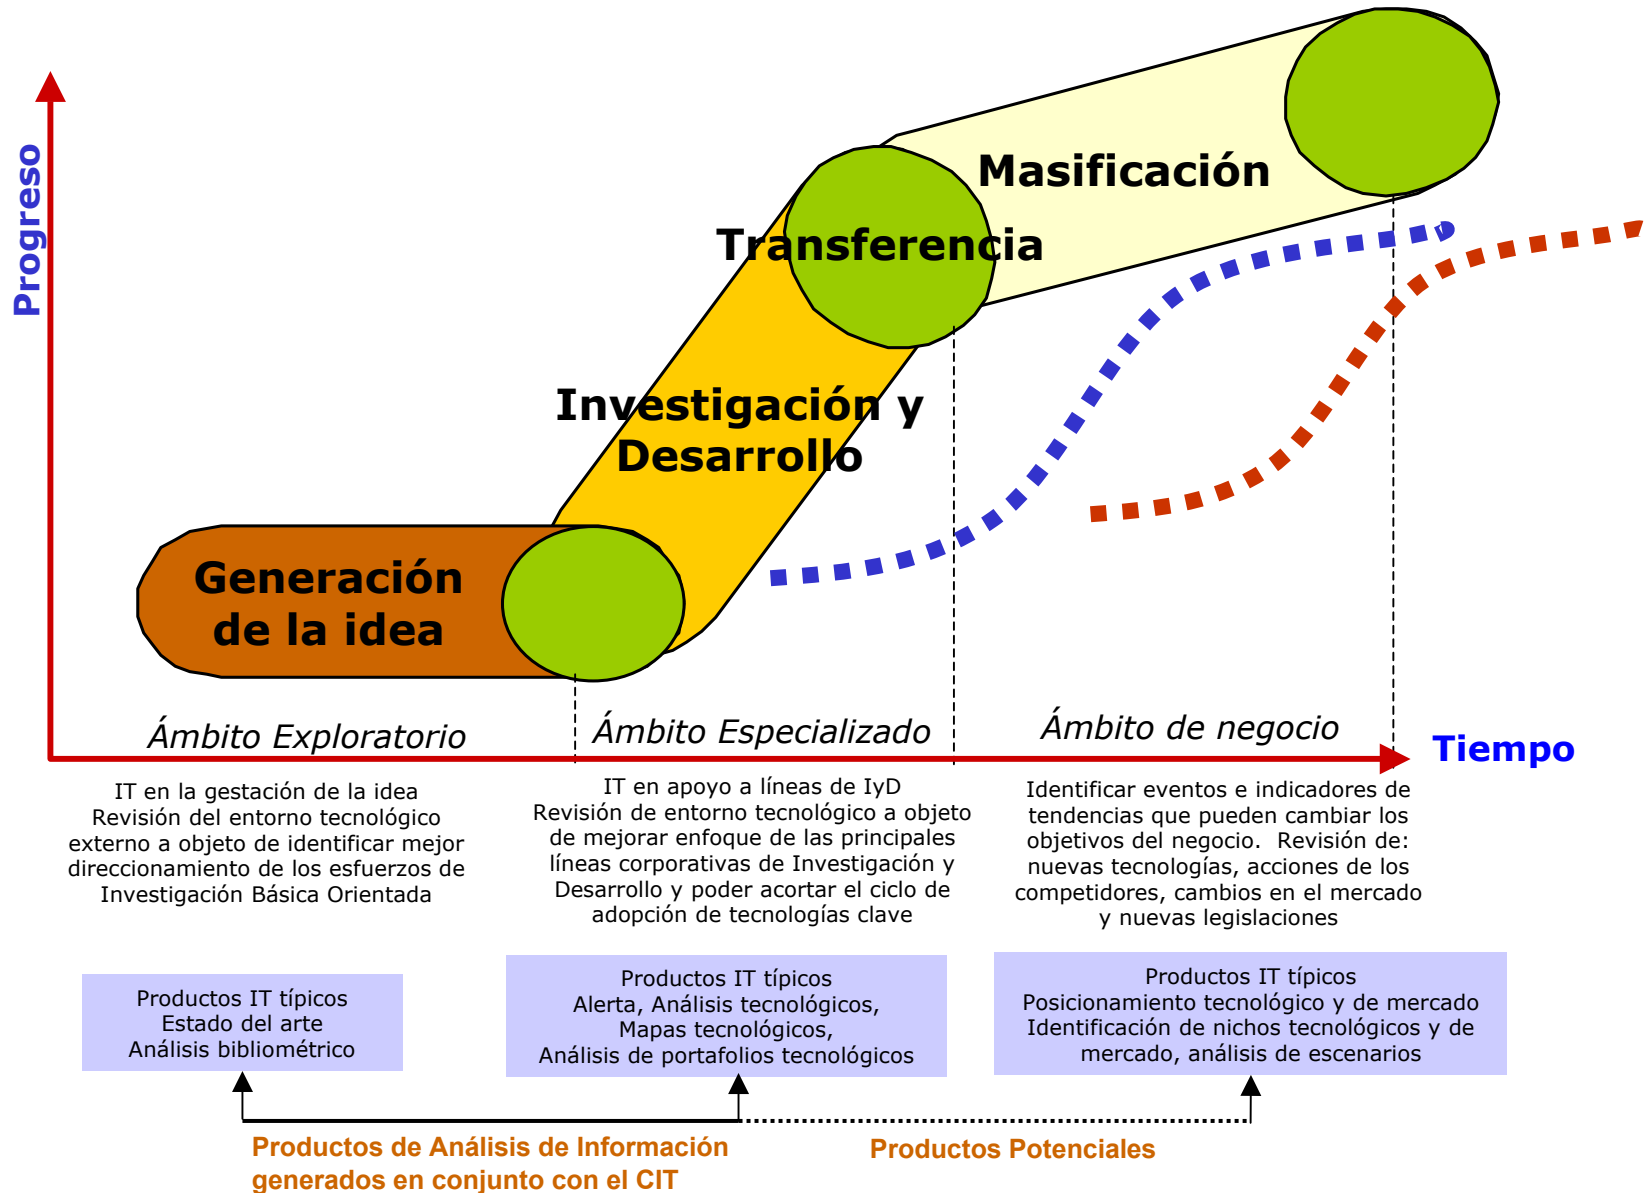 Progreso
Masificación
Transferencia
Investigación y
Desarrollo
Generación
de la idea
Ámbito Exploratorio
Ámbito Especializado
Ámbito de negocio
Tiempo
IT en la gestación de la idea
Revisión del entorno tecnológico
externo a objeto de identificar mejor
direccionamiento de los esfuerzos de
Investigación Básica Orientada
IT en apoyo a líneas de IyD
Revisión de entorno tecnológico a objeto
de mejorar enfoque de las principales
líneas corporativas de Investigación y
Desarrollo y poder acortar el ciclo de
adopción de tecnologías clave
Identificar eventos e indicadores de
tendencias que pueden cambiar los
objetivos del negocio.  Revisión de:
nuevas tecnologías, acciones de los
competidores, cambios en el mercado
y nuevas legislaciones
Productos IT típicos
Estado del arte
Análisis bibliométrico
Productos IT típicos
Alerta, Análisis tecnológicos,
Mapas tecnológicos,
Análisis de portafolios tecnológicos
Productos IT típicos
Posicionamiento tecnológico y de mercado
Identificación de nichos tecnológicos y de
mercado, análisis de escenarios
Productos de Análisis de Información
generados en conjunto con el CIT
Productos Potenciales